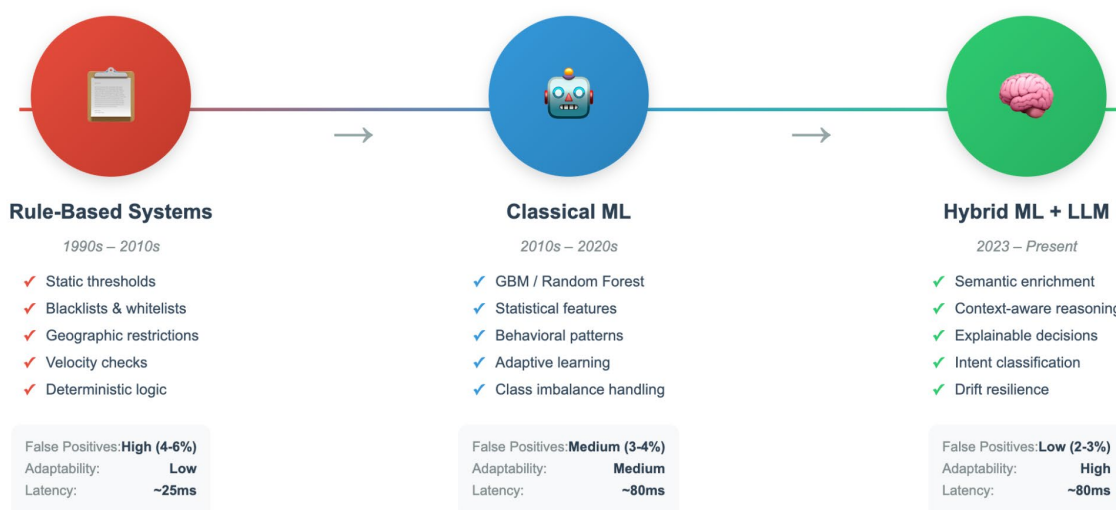 Rule-Based Systems
1990s – 2010s
✓ Static thresholds
✓ Blacklists & whitelists
✓ Geographic restrictions
✓ Velocity checks
✓ Deterministic logic
False Positives:High (4-6%)
Adaptability: Low
Latency: ~25ms
Classical ML
2010s – 2020s
✓ GBM / Random Forest
✓ Statistical features
✓ Behavioral patterns
✓ Adaptive learning
✓ Class imbalance handling
False Positives:Medium (3-4%)
Adaptability: Medium
Latency: ~80ms
Hybrid ML + LLM
2023 – Present
✓ Semantic enrichment
✓ Context-aware reasoning
✓ Explainable decisions
✓ Intent classification
✓ Drift resilience
False Positives:Low (2-3%)
Adaptability: High
Latency: ~80ms